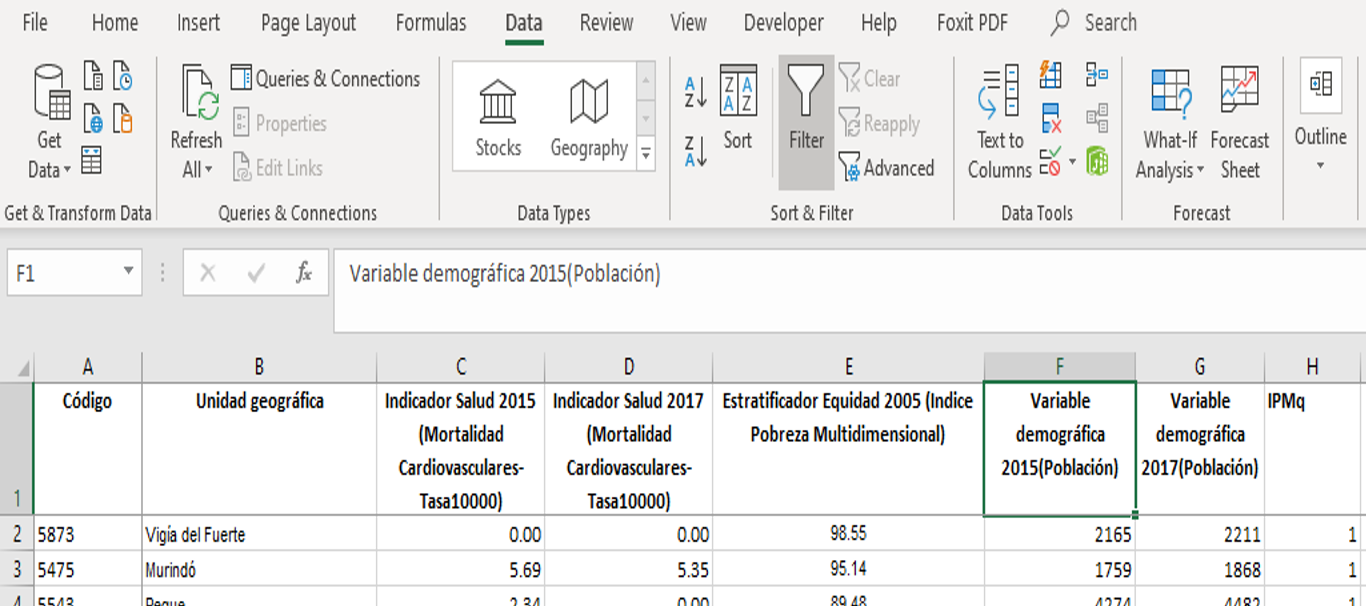 File Home Insert Page Layout Formulas Data Review View Developer Help Foxit PDF Search
Get Data
Refresh All
Queries & Connections
Properties
Edit Links
Stocks
Geography
A Z
Z A
Z A A Z
Sort
Filter
Clear
Reapply
Advanced
Text to Columns
What-If Analysis
Forecast Sheet
Outline
Get & Transform Data Queries & Connections Data Types Sort & Filter Data Tools Forecast
F1 fx Variable demográfica 2015(Población)
A B C D E F G H
1
Código
Unidad geográfica
Indicador Salud 2015
(Mortalidad
Cardiovasculares-
Tasa10000)
Indicador Salud 2017
(Mortalidad
Cardiovasculares-
Tasa10000)
Estratificador Equidad 2005 (Indice
Pobreza Multidimensional)
Variable
demográfica
2015(Población)
Variable
demográfica
2017(Población)
IPMq
2 5873 Vigía del Fuerte 0.00 0.00 98.55 2165 2211 1
3 5475 Murindó 5.69 5.35 95.14 1759 1868 1
4 5543 Peque 2.34 0.00 89.48 4274 4482 1